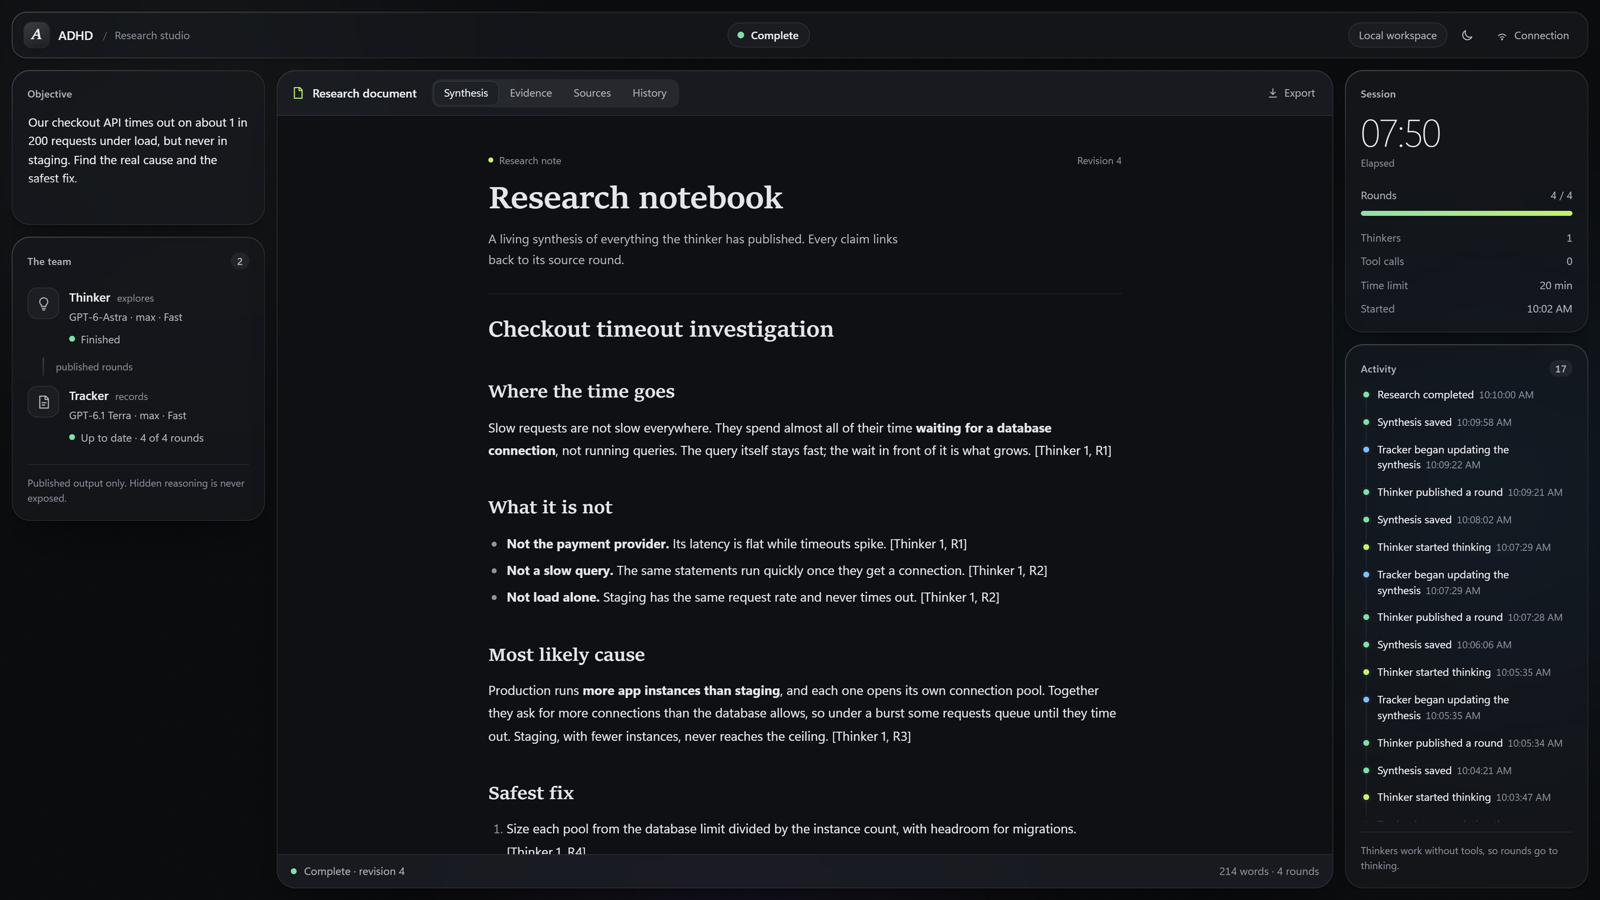 A ADHD / Research studio
Complete
Local workspace
Connection
Objective
Our checkout API times out on about 1 in
200 requests under load, but never in
staging. Find the real cause and the
safest fix.
The team
2
Thinker explores
GPT-6-Astra · max · Fast
Finished
published rounds
Tracker records
GPT-6.1 Terra · max · Fast
Up to date · 4 of 4 rounds
Published output only. Hidden reasoning is never
exposed.
Research document
Synthesis
Evidence
Sources
History
Export
Research note
Revision 4
Research notebook
A living synthesis of everything the thinker has published. Every claim links
back to its source round.
Checkout timeout investigation
Where the time goes
Slow requests are not slow everywhere. They spend almost all of their time waiting for a database
connection, not running queries. The query itself stays fast; the wait in front of it is what grows. [Thinker 1, R1]
What it is not
• Not the payment provider. Its latency is flat while timeouts spike. [Thinker 1, R1]
• Not a slow query. The same statements run quickly once they get a connection. [Thinker 1, R2]
• Not load alone. Staging has the same request rate and never times out. [Thinker 1, R2]
Most likely cause
Production runs more app instances than staging, and each one opens its own connection pool. Together
they ask for more connections than the database allows, so under a burst some requests queue until they time
out. Staging, with fewer instances, never reaches the ceiling. [Thinker 1, R3]
Safest fix
1. Size each pool from the database limit divided by the instance count, with headroom for migrations.
[Thinker 1, R4]
Complete · revision 4
214 words · 4 rounds
Session
07:50
Elapsed
Rounds 4 / 4
Thinkers 1
Tool calls 0
Time limit 20 min
Started 10:02 AM
Activity
17
Research completed 10:10:00 AM
Synthesis saved 10:09:58 AM
Tracker began updating the
synthesis 10:09:22 AM
Thinker published a round 10:09:21 AM
Synthesis saved 10:08:02 AM
Thinker started thinking 10:07:29 AM
Tracker began updating the
synthesis 10:07:29 AM
Thinker published a round 10:07:28 AM
Synthesis saved 10:06:06 AM
Thinker started thinking 10:05:35 AM
Tracker began updating the
synthesis 10:05:35 AM
Thinker published a round 10:05:34 AM
Synthesis saved 10:04:21 AM
Thinker started thinking 10:03:47 AM
Thinkers work without tools, so rounds go to
thinking.